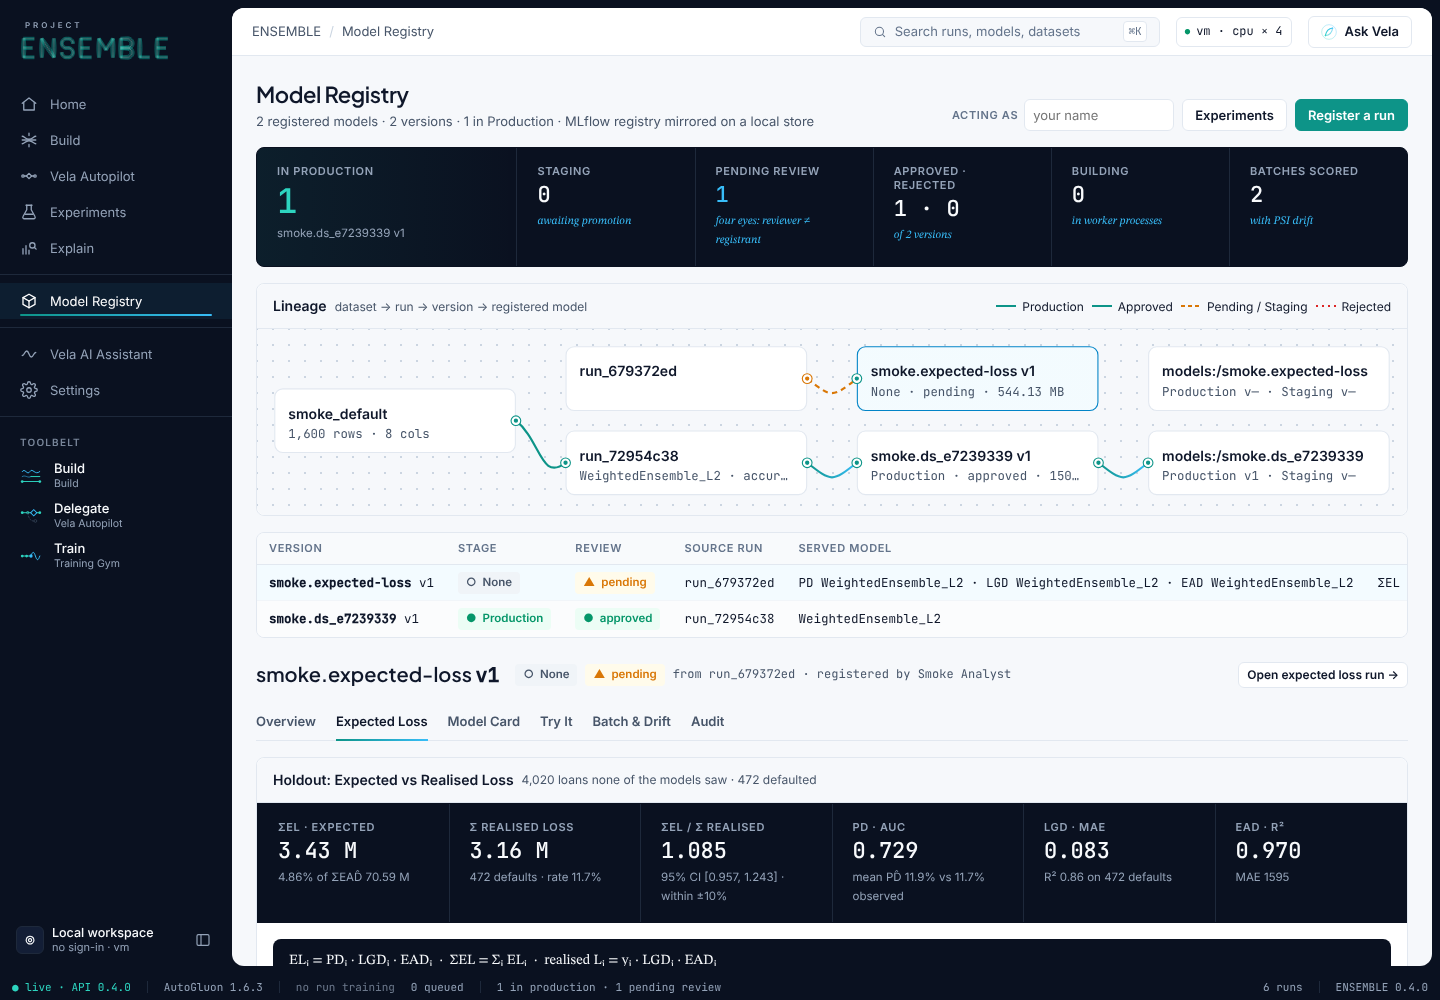 PROJECT
ENSEMBLE
Home
Build
Vela Autopilot
Experiments
Explain
Model Registry
Vela AI Assistant
Settings
TOOLBELT
Build
Build
Delegate
Vela Autopilot
Train
Training Gym
Local workspace
no sign-in · vm
ENSEMBLE / Model Registry
Search runs, models, datasets ⌘K
vm · cpu × 4
Ask Vela
Model Registry
2 registered models · 2 versions · 1 in Production · MLflow registry mirrored on a local store
ACTING AS your name Experiments Register a run
IN PRODUCTION
1
smoke.ds_e7239339 v1
STAGING
0
awaiting promotion
PENDING REVIEW
1
four eyes: reviewer ≠
registrant
APPROVED ·
REJECTED
1 · 0
of 2 versions
BUILDING
0
in worker processes
BATCHES SCORED
2
with PSI drift
Lineage dataset → run → version → registered model
Production Approved Pending / Staging Rejected
smoke_default
1,600 rows · 8 cols
run_679372ed
smoke.expected-loss v1
None · pending · 544.13 MB
models:/smoke.expected-loss
Production v— · Staging v—
run_72954c38
WeightedEnsemble_L2 · accur…
smoke.ds_e7239339 v1
Production · approved · 150…
models:/smoke.ds_e7239339
Production v1 · Staging v—
VERSION STAGE REVIEW SOURCE RUN SERVED MODEL
smoke.expected-loss v1 None pending run_679372ed PD WeightedEnsemble_L2 · LGD WeightedEnsemble_L2 · EAD WeightedEnsemble_L2 ΣEL
smoke.ds_e7239339 v1 Production approved run_72954c38 WeightedEnsemble_L2
smoke.expected-loss v1 None pending from run_679372ed · registered by Smoke Analyst Open expected loss run →
Overview Expected Loss Model Card Try It Batch & Drift Audit
Holdout: Expected vs Realised Loss 4,020 loans none of the models saw · 472 defaulted
ΣEL · EXPECTED
3.43 M
4.86% of ΣEAD̂ 70.59 M
Σ REALISED LOSS
3.16 M
472 defaults · rate 11.7%
ΣEL / Σ REALISED
1.085
95% CI [0.957, 1.243] ·
within ±10%
PD · AUC
0.729
mean PD̂ 11.9% vs 11.7%
observed
LGD · MAE
0.083
R² 0.86 on 472 defaults
EAD · R²
0.970
MAE 1595
ELᵢ = PDᵢ · LGDᵢ · EADᵢ · ΣEL = Σᵢ ELᵢ · realised Lᵢ = yᵢ · LGDᵢ · EADᵢ
live · API 0.4.0 AutoGluon 1.6.3 no run training 0 queued 1 in production · 1 pending review 6 runs ENSEMBLE 0.4.0